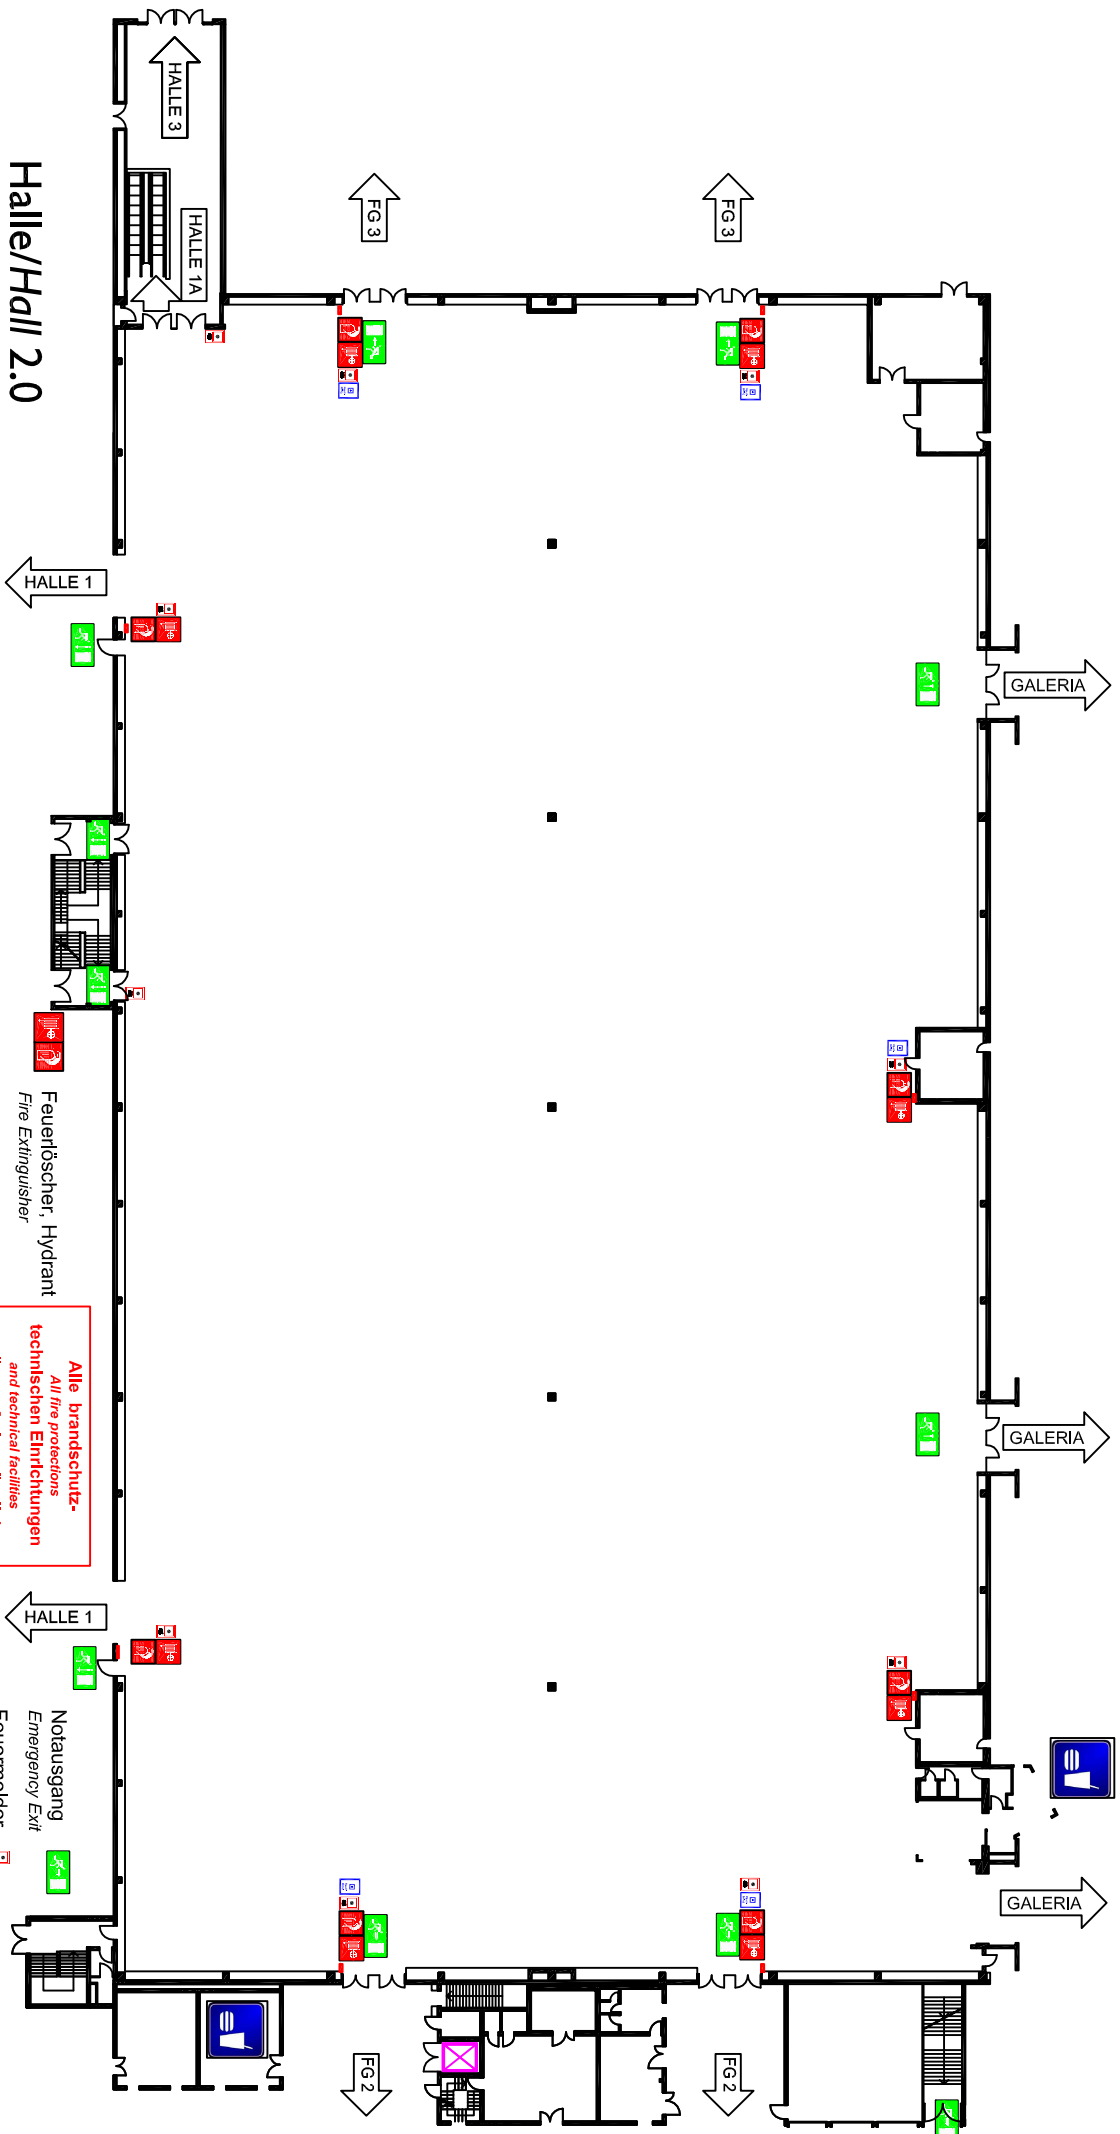 HALLE 3
HALLE 1A
FG 3
FG 3
Halle/Hall 2.0
HALLE 1
GALERIA
Feuerlöscher, Hydrant
Fire Extinguisher
Alle brandschutz-
All fire protections
technischen Einrichtungen
and technical facilities
GALERIA
HALLE 1
Notausgang
Emergency Exit
Feuermelder
GALERIA
FG 2
FG 2